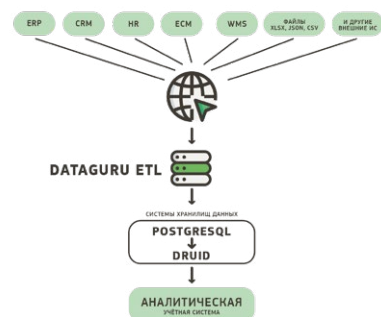 ERP
CRM
HR
ECM
WMS
ФАЙЛЫ
XLSX, JSON, CSV
И ДРУГИЕ
ВНЕШНИЕ ИС
DATAGURU ETL
СИСТЕМЫ ХРАНИЛИЩ ДАННЫХ
POSTGRESQL
DRUID
АНАЛИТИЧЕСКАЯ
УЧЁТНАЯ СИСТЕМА